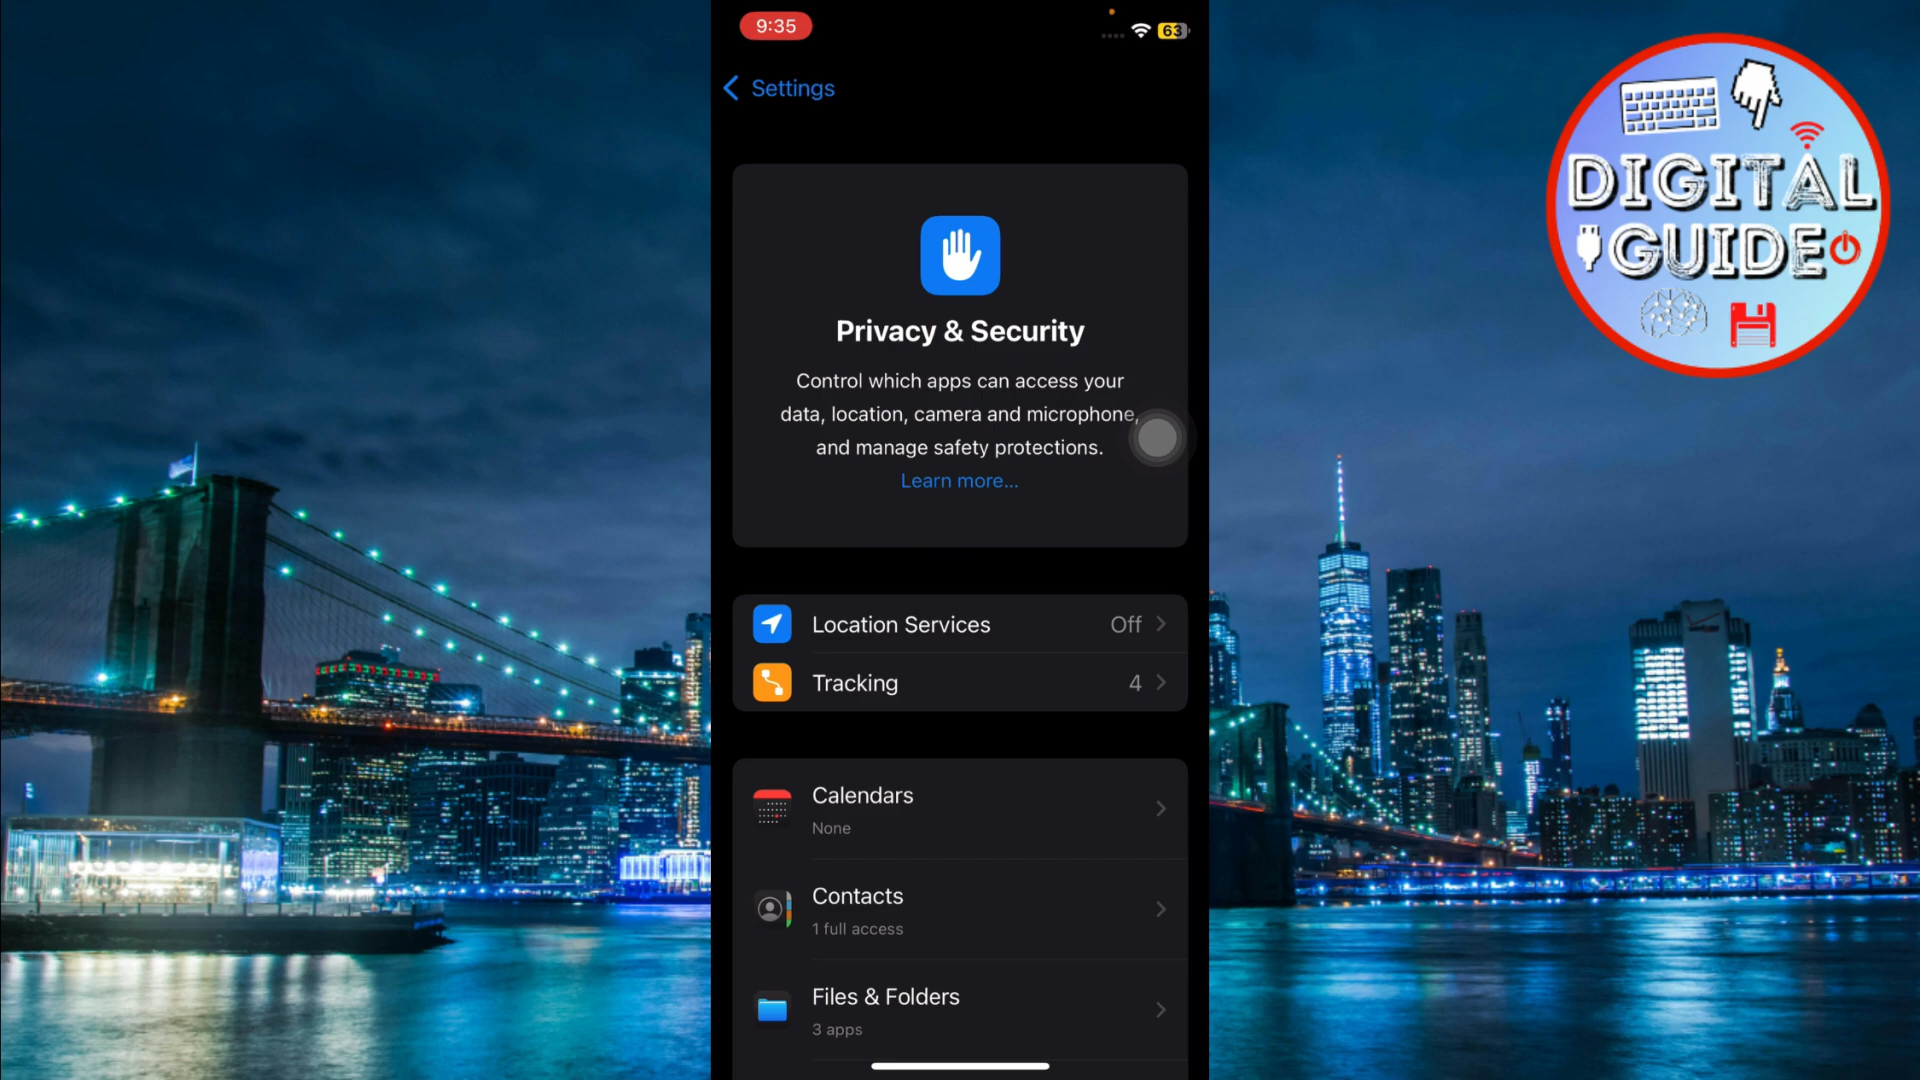 9:35
63
Settings
Privacy & Security
Control which apps can access your
data, location, camera and microphone,
and manage safety protections.
Learn more...
Location Services
Off
Tracking
4
Calendars
None
Contacts
1 full access
Files & Folders
3 apps
DIGITAL
GUIDE